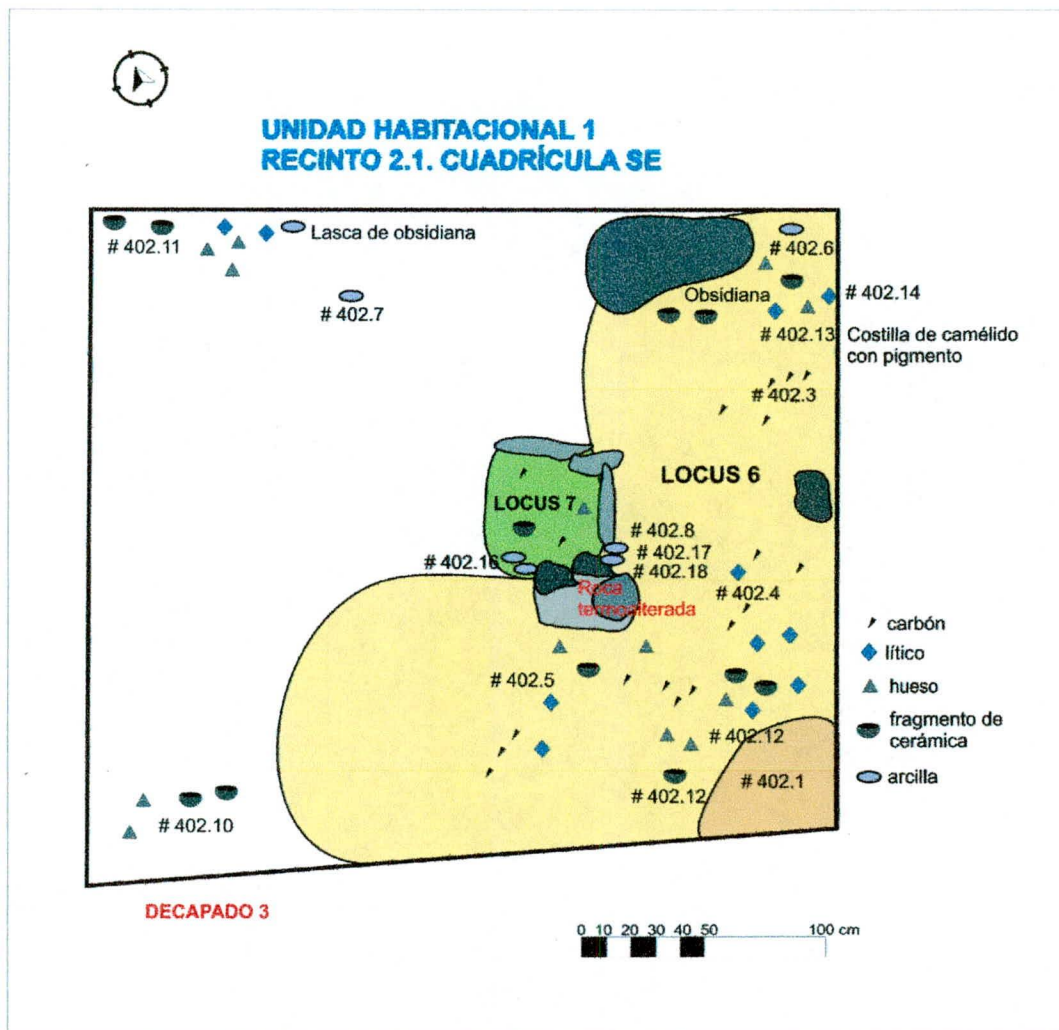 UNIDAD HABITACIONAL 1
RECINTO 2.1. CUADRÍCULA SE
# 402.11
Lasca de obsidiana
# 402.7
# 402.6
Obsidiana
# 402.14
# 402.13
Costilla de camélido
con pigmento
# 402.3
LOCUS 6
LOCUS 7
# 402.8
# 402.17
# 402.16
# 402.18
Roca
termoalterada
# 402.4
# 402.5
# 402.12
# 402.1
# 402.12
# 402.10
carbón
lítico
hueso
fragmento de
cerámica
arcilla
DECAPADO 3
0 10 20 30 40 50 100 cm